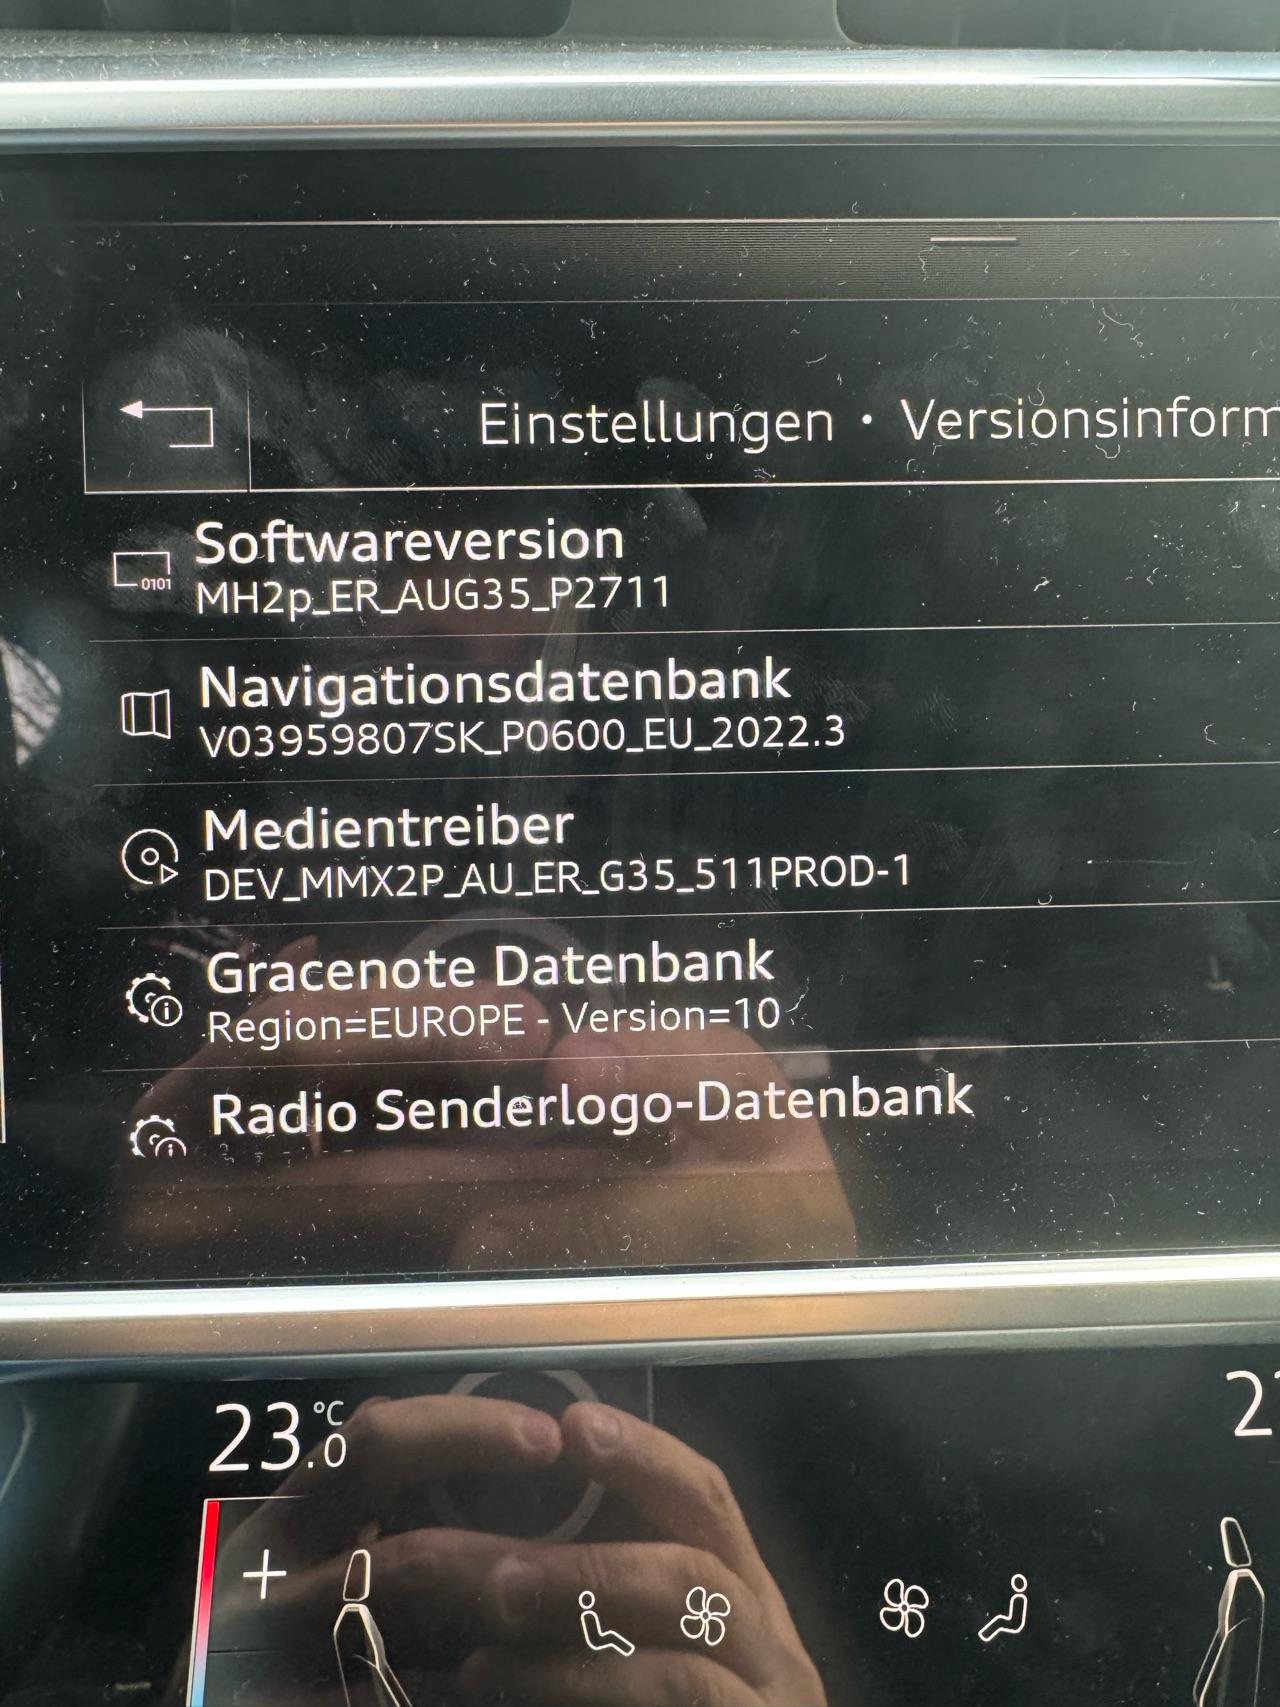 Einstellungen • Versionsinform
Softwareversion
0101
MH2p_ER_AUG35_P2711
Navigationsdatenbank
V03959807SK_P0600_EU_2022.3
Medientreiber
DEV_MMX2P_AU_ER_G35_511PROD-1
Gracenote Datenbank
Region=EUROPE - Version=10
Radio Senderlogo-Datenbank
23.0 °C
2
+